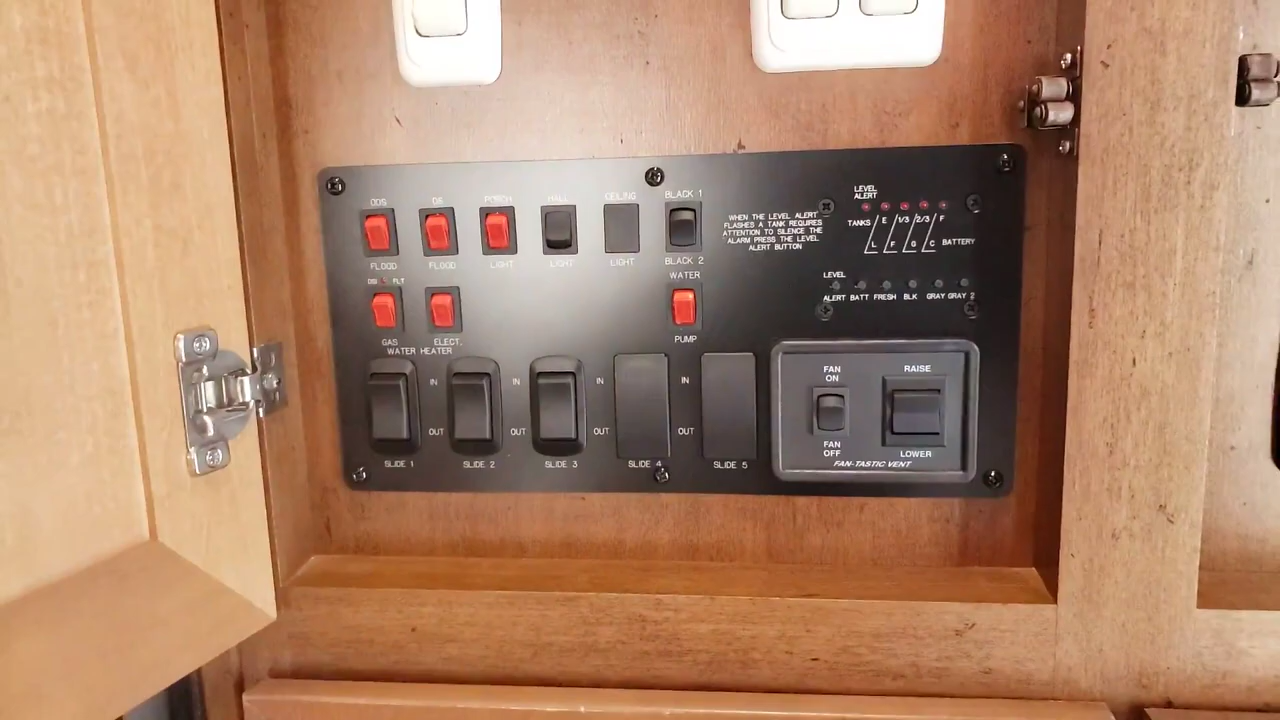 ODS
FLOOD
DS
FLOOD
PORCH
LIGHT
HALL
LIGHT
CEILING
LIGHT
BLACK 1
BLACK 2
WHEN THE LEVEL ALERT
FLASHES A TANK REQUIRES
ATTENTION TO SILENCE THE
ALARM PRESS THE LEVEL
ALERT BUTTON
LEVEL
ALERT
TANKS E 1/3 2/3 F
L F G C BATTERY
LEVEL
ALERT BATT FRESH BLK GRAY GRAY 2
DSI FLT
GAS ELECT.
WATER HEATER
WATER
PUMP
IN IN IN IN
OUT OUT OUT OUT
SLIDE 1 SLIDE 2 SLIDE 3 SLIDE 4 SLIDE 5
FAN
ON
FAN
OFF
RAISE
LOWER
FAN-TASTIC VENT